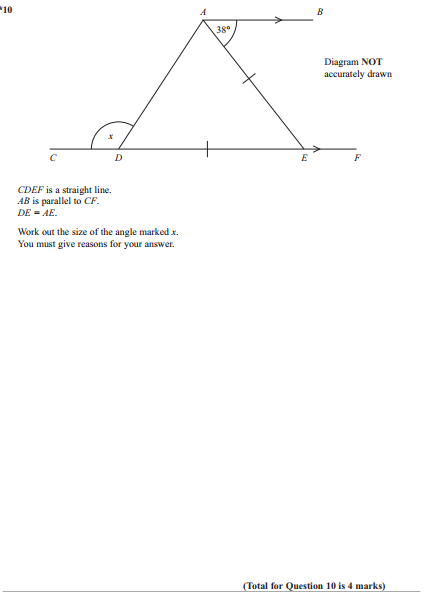 *10
A
B
38°
Diagram NOT
accurately drawn
x
C
D
E
F
CDEF is a straight line.
AB is parallel to CF.
DE = AE.
Work out the size of the angle marked x.
You must give reasons for your answer.
(Total for Question 10 is 4 marks)